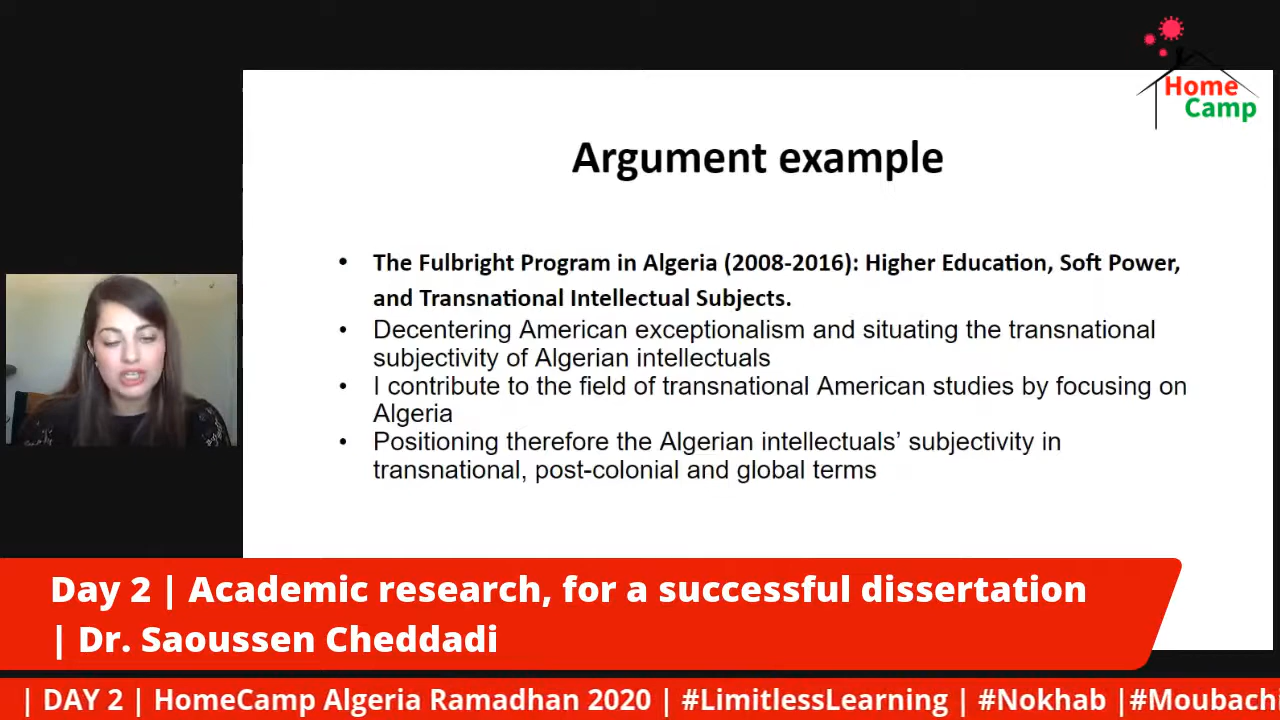 Home
Camp
Argument example
• The Fulbright Program in Algeria (2008-2016): Higher Education, Soft Power,
and Transnational Intellectual Subjects.
• Decentering American exceptionalism and situating the transnational
subjectivity of Algerian intellectuals
• I contribute to the field of transnational American studies by focusing on
Algeria
• Positioning therefore the Algerian intellectuals’ subjectivity in
transnational, post-colonial and global terms
Day 2 | Academic research, for a successful dissertation
| Dr. Saoussen Cheddadi
| DAY 2 | HomeCamp Algeria Ramadhan 2020 | #LimitlessLearning | #Nokhab |#Moubachi